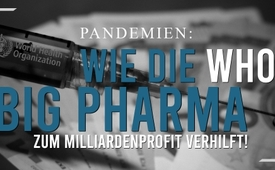 PANDEMIEN:
World Health
Organization
WIE DIE WHO
BIG PHARMA
ZUM MILLIARDENPROFIT VERHILFT!